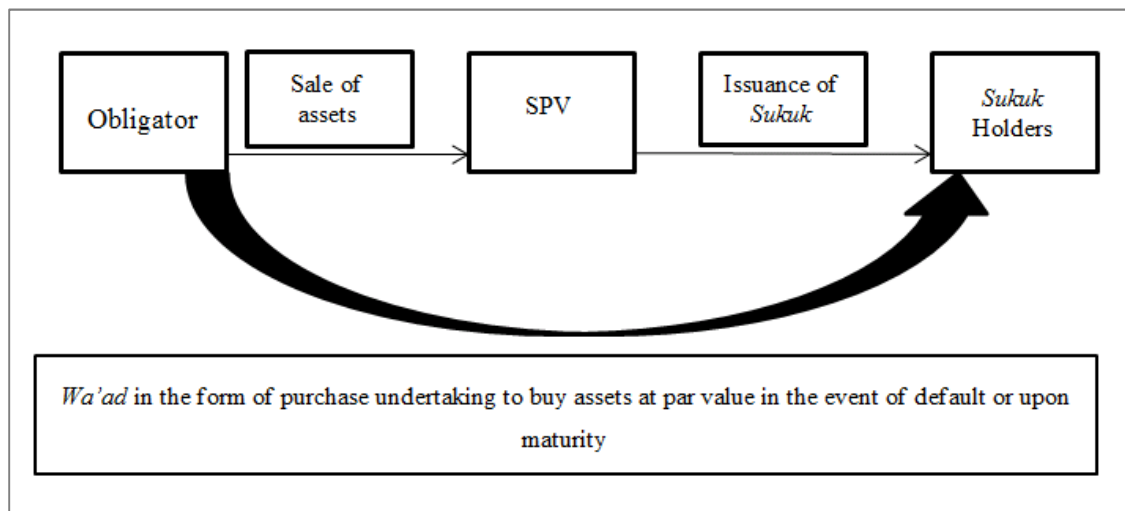 Obligator
Sale of
assets
SPV
Issuance of
Sukuk
Sukuk
Holders
Wa’ad in the form of purchase undertaking to buy assets at par value in the event of default or upon
maturity